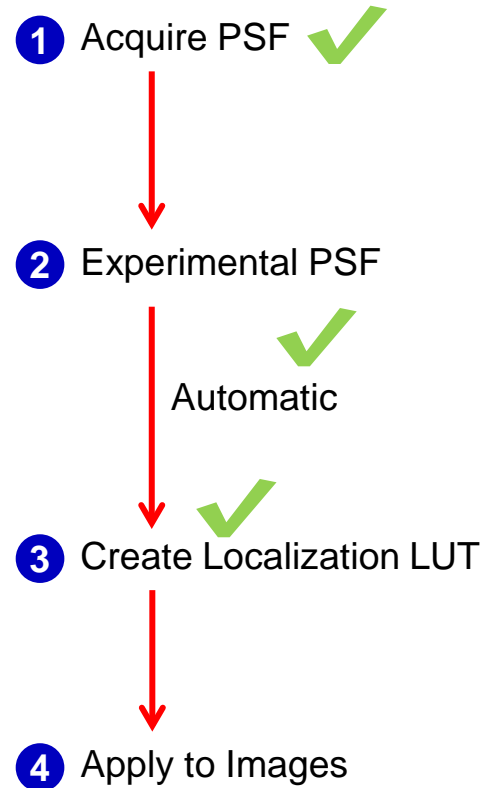 1 Acquire PSF
2 Experimental PSF
Automatic
3 Create Localization LUT
4 Apply to Images